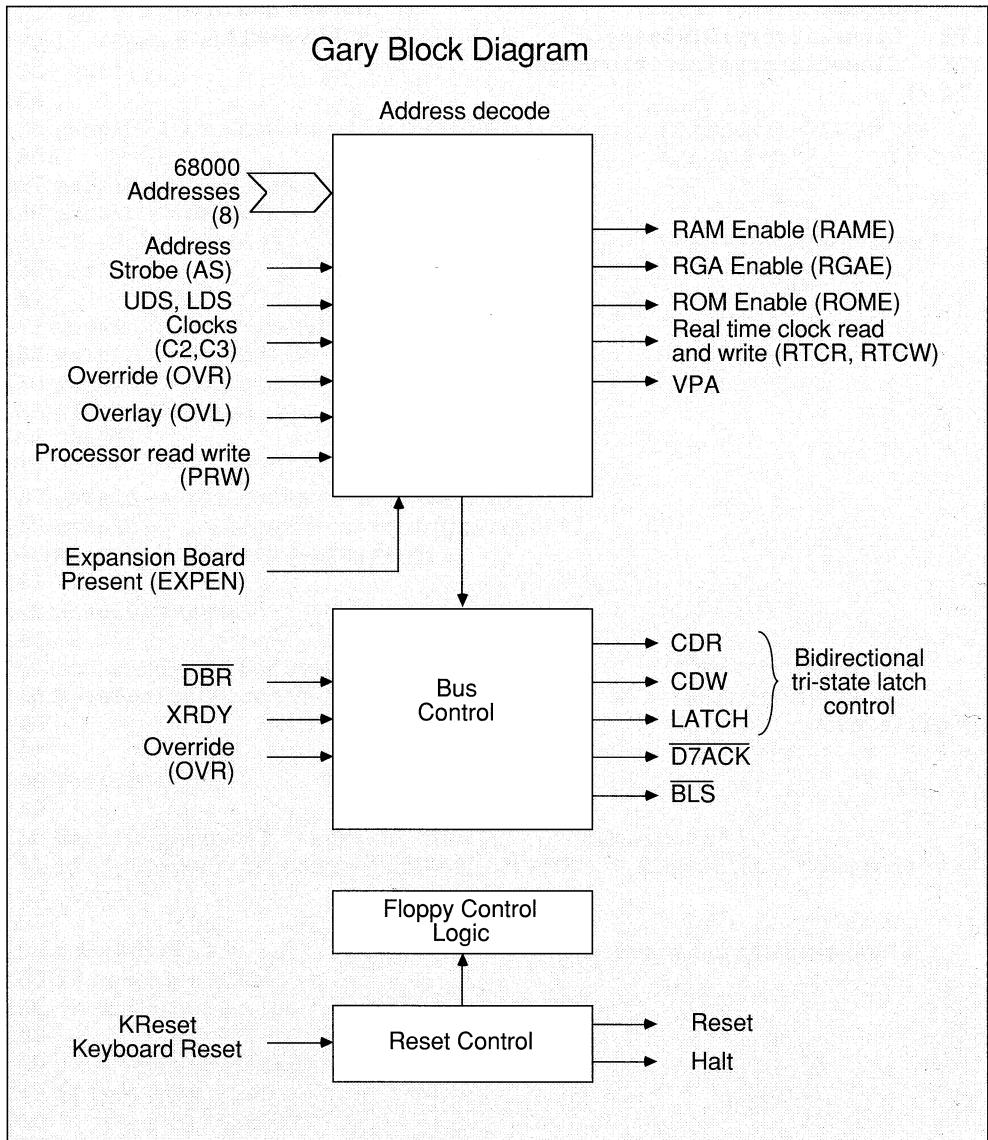 Gary Block Diagram
Address decode
68000
Addresses
(8)
Address
Strobe (AS)
UDS, LDS
Clocks
(C2,C3)
Override (OVR)
Overlay (OVL)
Processor read write
(PRW)
Expansion Board
Present (EXPEN)
RAM Enable (RAME)
RGA Enable (RGAE)
ROM Enable (ROME)
Real time clock read
and write (RTCR, RTCW)
VPA
DBR
XRDY
Override
(OVR)
Bus
Control
CDR
CDW
LATCH
D7ACK
BLS
Bidirectional
tri-state latch
control
Floppy Control
Logic
KReset
Keyboard Reset
Reset Control
Reset
Halt